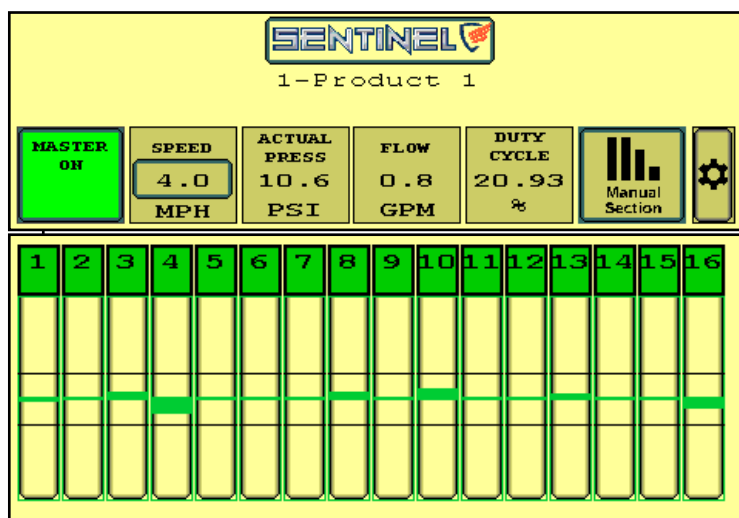 SENTINEL
1-Product 1
MASTER ON
SPEED
4.0
MPH
ACTUAL PRESS
10.6
PSI
FLOW
0.8
GPM
DUTY CYCLE
20.93
%
Manual Section
1 2 3 4 5 6 7 8 9 10 11 12 13 14 15 16